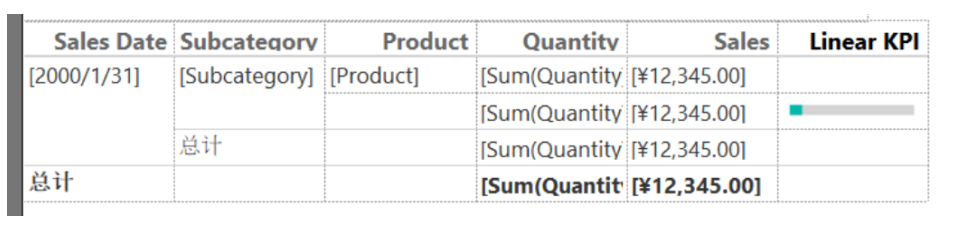 Sales Date Subcategory Product Quantity Sales Linear KPI
[2000/1/31] [Subcategory] [Product] [Sum(Quantity [¥12,345.00]
[Sum(Quantity [¥12,345.00]
总计 [Sum(Quantity [¥12,345.00]
总计 [Sum(Quantit [¥12,345.00]